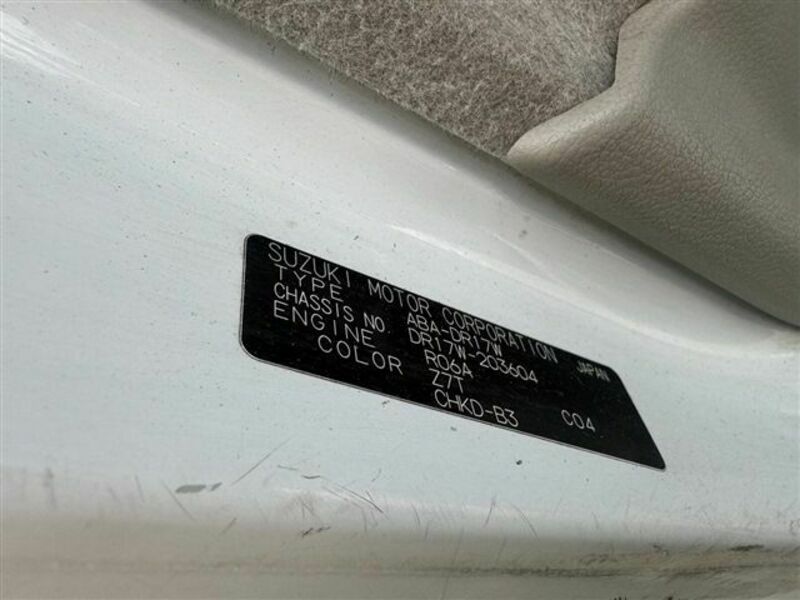 SUZUKI MOTOR CORPORATION JAPAN
TYPE ABA-DR17W
CHASSIS NO. DR17W-203604
ENGINE R06A
COLOR Z7T
CHKD-B3 C04